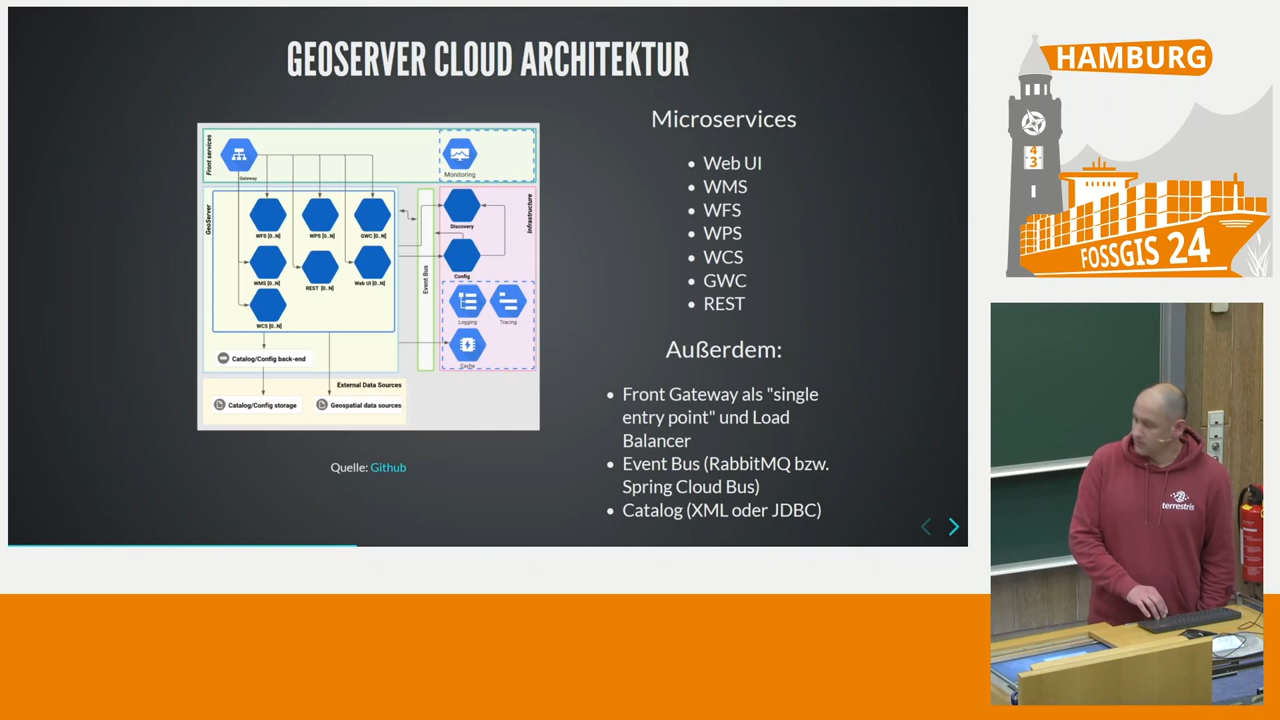 GEOSERVER CLOUD ARCHITEKTUR
Front services
Gateway
Monitoring
GeoServer
WFS [0..N]
WPS [0..N]
GWC [0..N]
WMS [0..N]
REST [0..N]
Web UI [0..N]
WCS [0..N]
Event Bus
Infrastructure
Discovery
Config
Logging
Tracing
Cache
Catalog/Config back-end
External Data Sources
Catalog/Config storage
Geospatial data sources
Quelle: Github
Microservices
Web UI
WMS
WFS
WPS
WCS
GWC
REST
Außerdem:
Front Gateway als "single
entry point" und Load
Balancer
Event Bus (RabbitMQ bzw.
Spring Cloud Bus)
Catalog (XML oder JDBC)
HAMBURG
4
3
FOSSGIS 24
terrestris